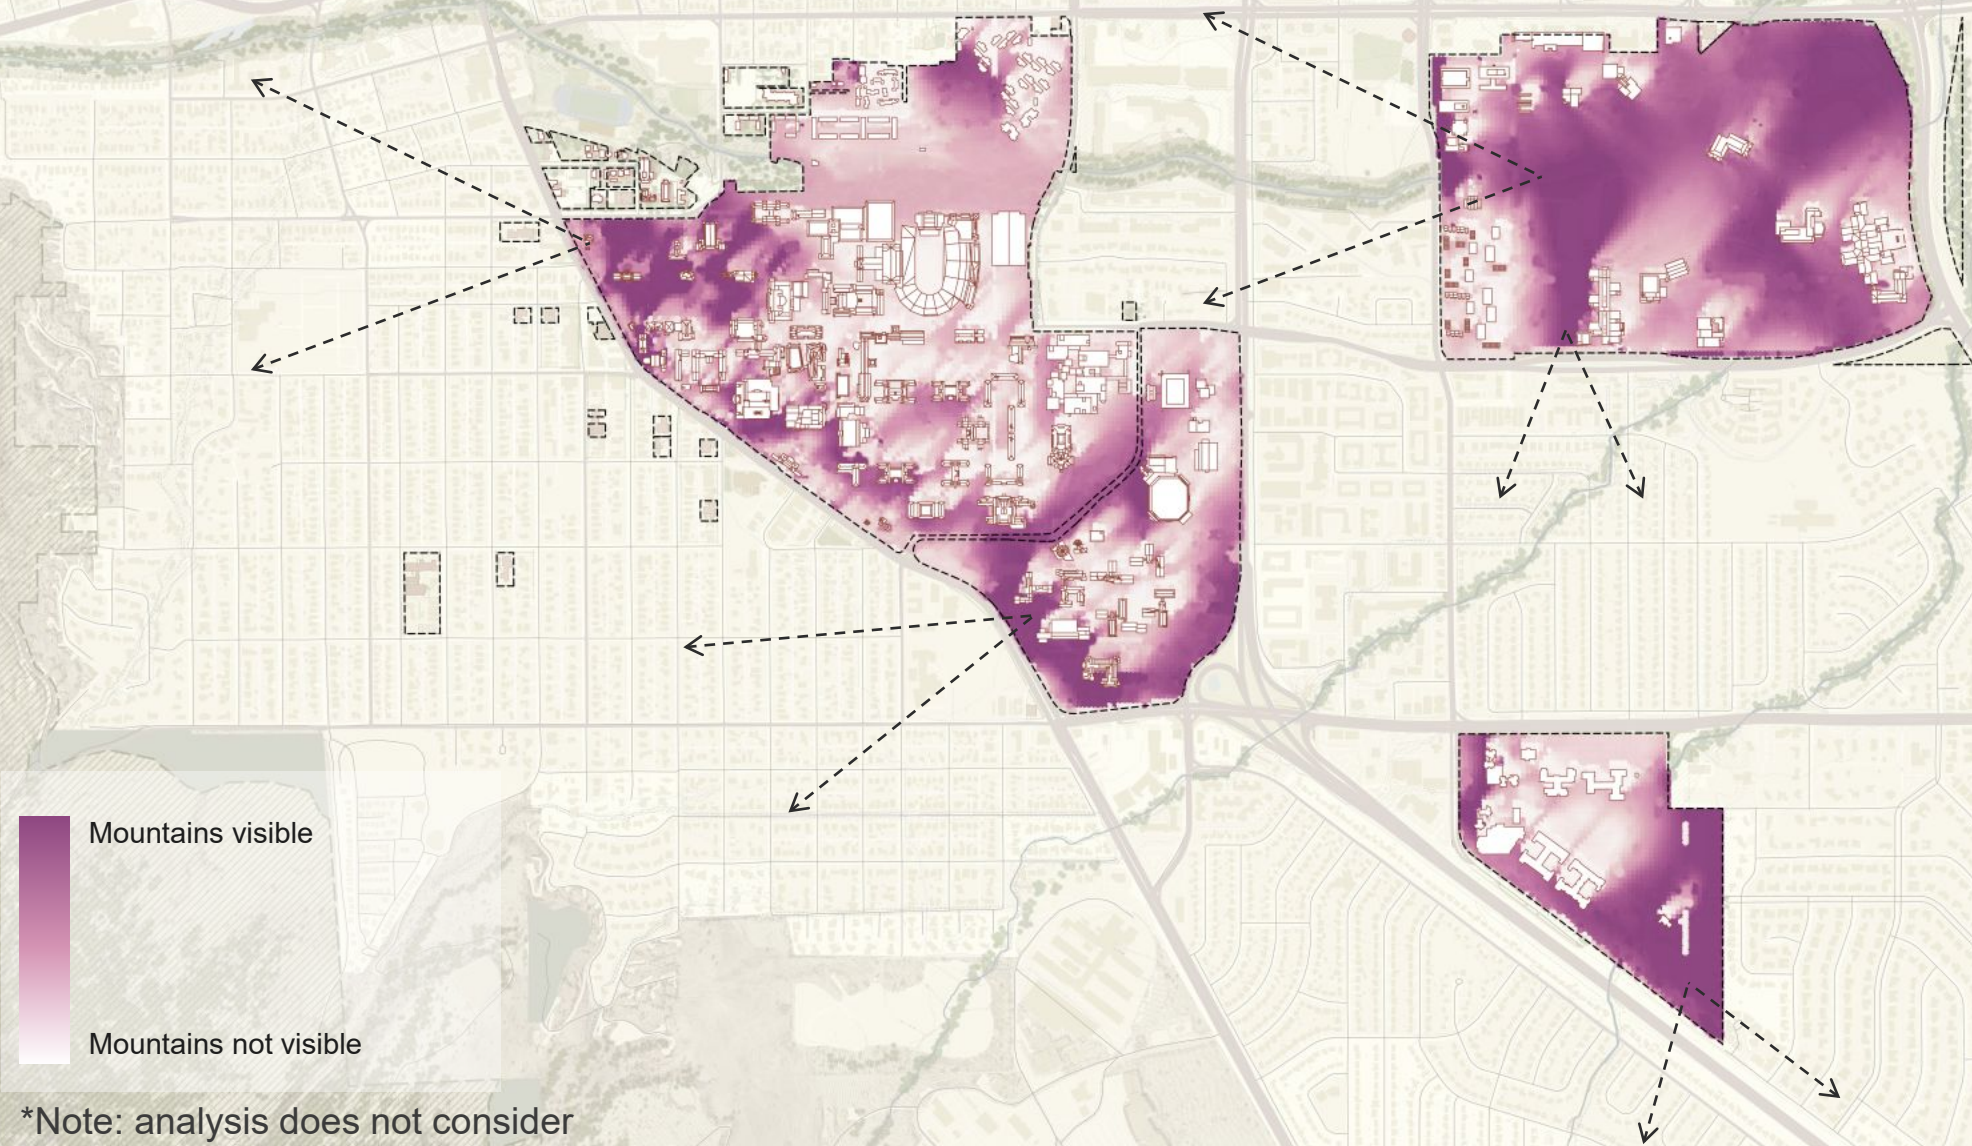 Mountains visible
Mountains not visible
*Note: analysis does not consider